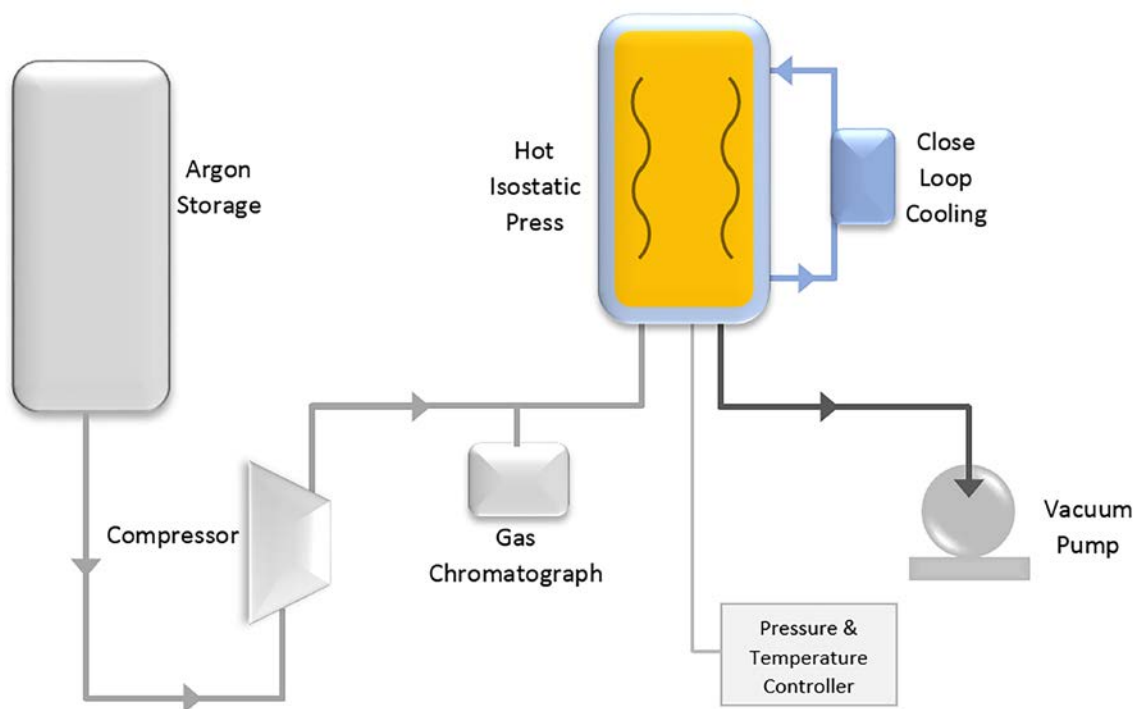 Argon
Storage
Hot
Isostatic
Press
Close
Loop
Cooling
Compressor
Gas
Chromatograph
Vacuum
Pump
Pressure &
Temperature
Controller